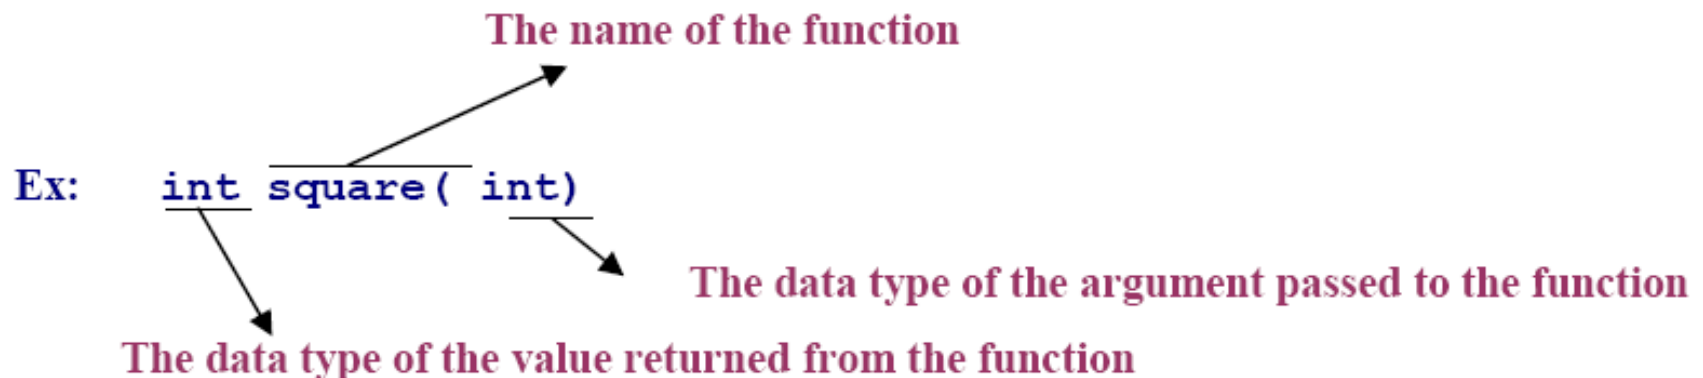 The name of the function
Ex: int square( int)
The data type of the argument passed to the function
The data type of the value returned from the function